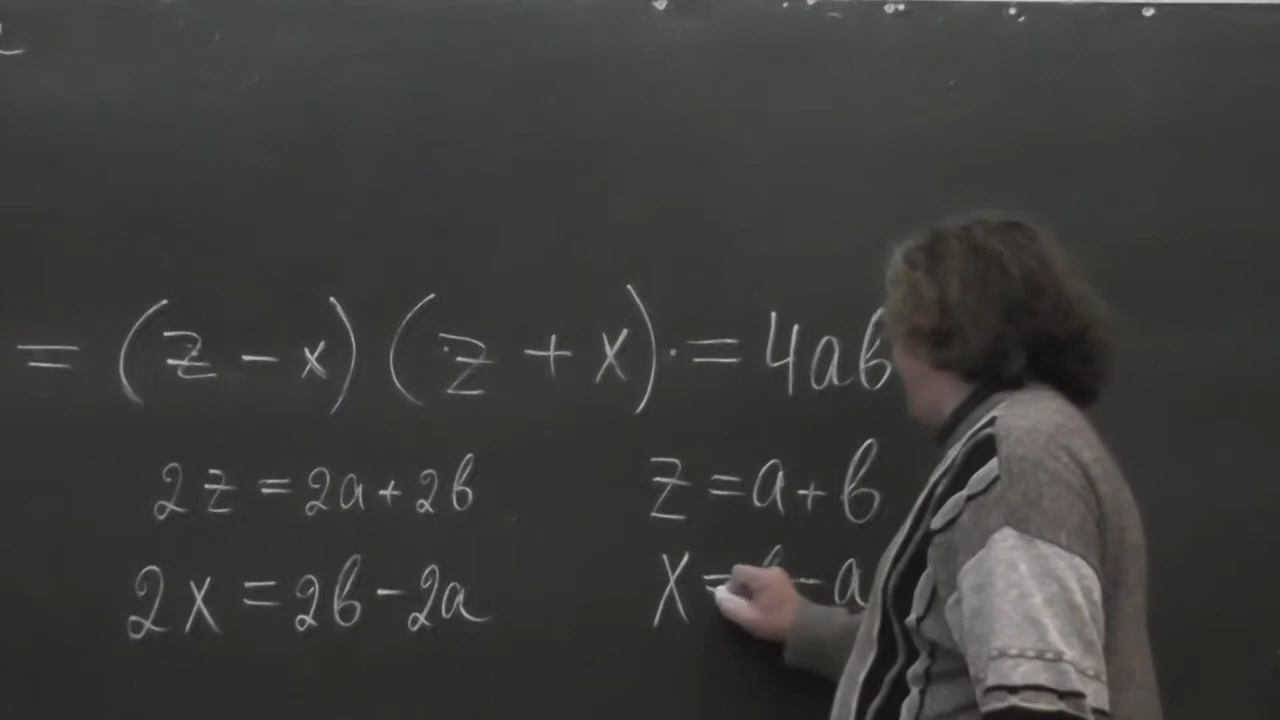 = (z - x) (z + x) · = 4ab
2z = 2a + 2b z = a + b
2x = 2b - 2a x = b - a